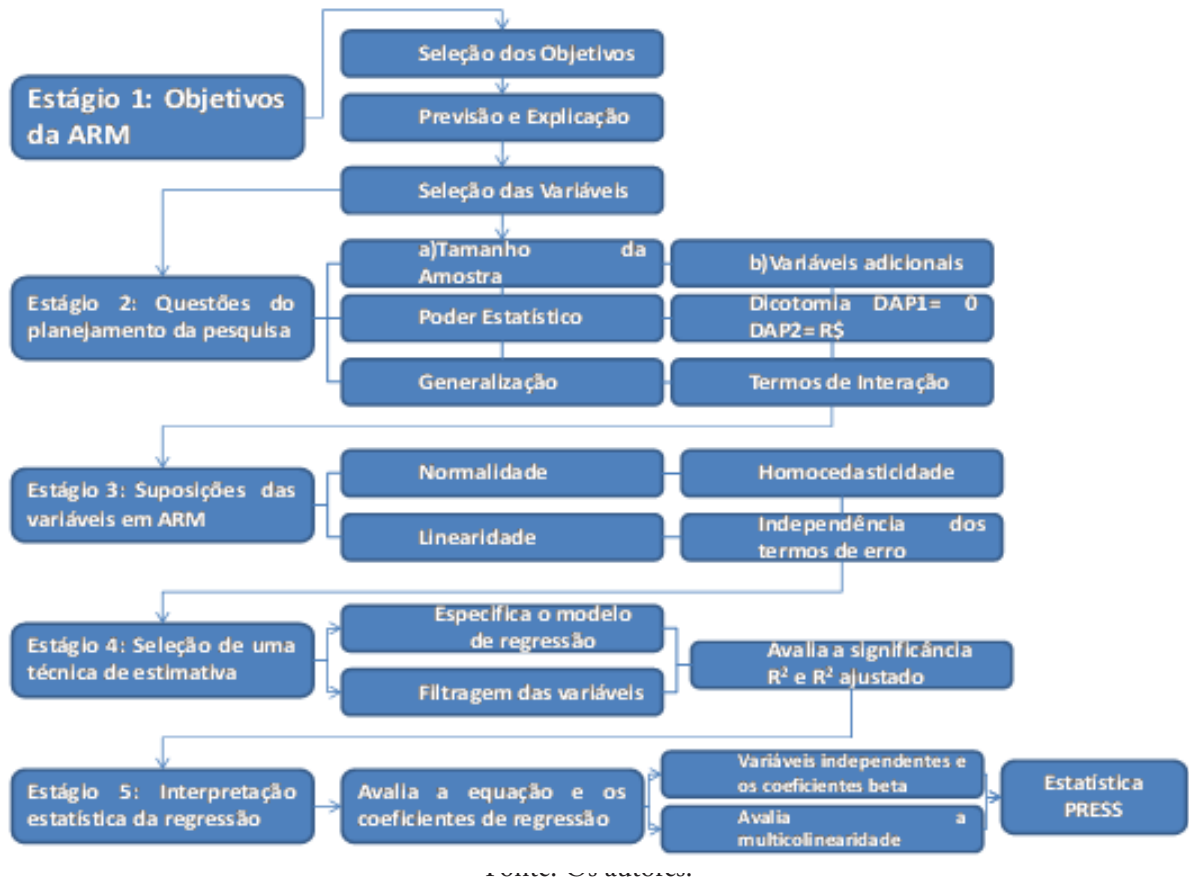 Seleção dos Objetivos
Estágio 1: Objetivos
da ARM
Previsão e Explicação
Seleção das Variáveis
a)Tamanho da
Amostra
b)Variáveis adicionais
Estágio 2: Questões do
planejamento da pesquisa
Poder Estatístico
Dicotomia DAP1= 0
DAP2= R$
Generalização
Termos de Interação
Estágio 3: Suposições das
variáveis em ARM
Normalidade
Homocedasticidade
Linearidade
Independência dos
termos de erro
Estágio 4: Seleção de uma
técnica de estimativa
Especifica o modelo
de regressão
Filtragem das variáveis
Avalia a significância
R² e R² ajustado
Estágio 5: Interpretação
estatística da regressão
Avalia a equação e os
coeficientes de regressão
Variáveis independentes e
os coeficientes beta
Avalia a
multicolinearidade
Estatística
PRESS
Fonte: Os autores.